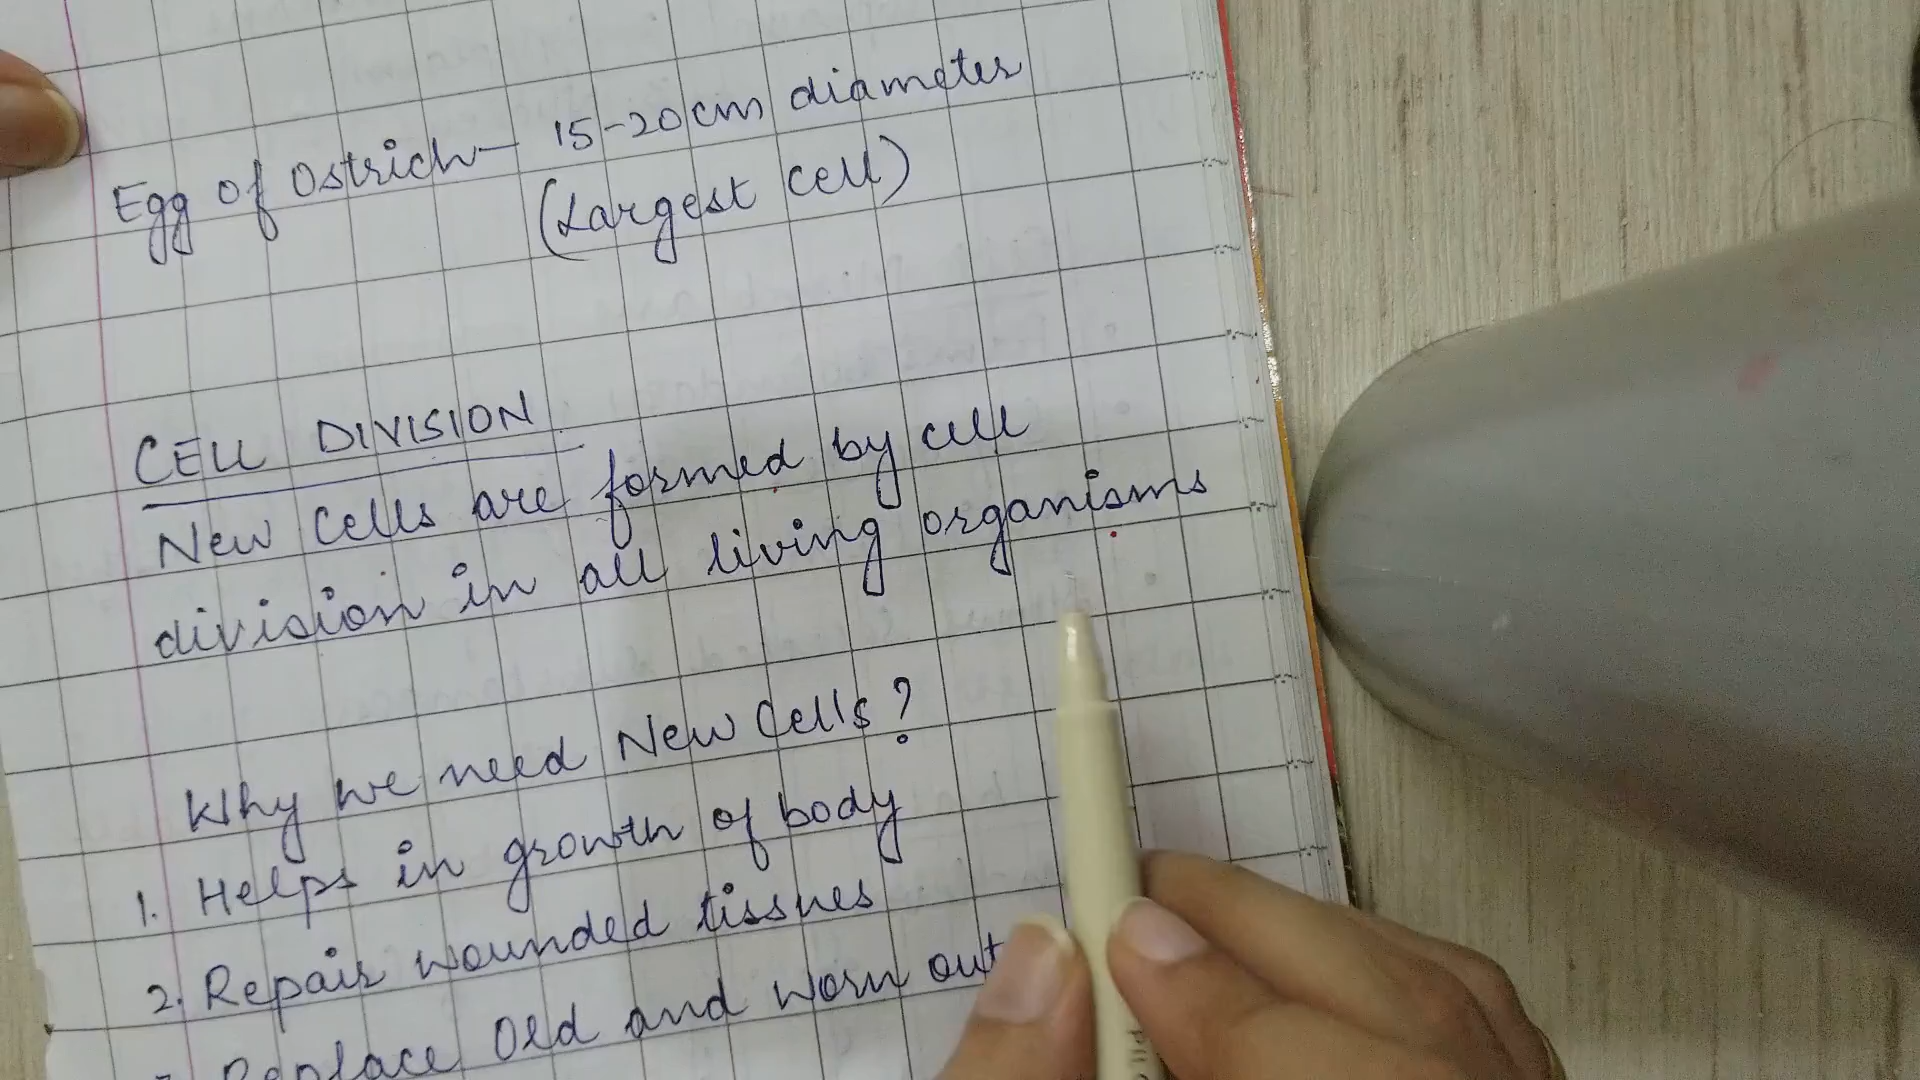 Egg of Ostrich- 15-20cm diameter
(Largest cell)
CELL DIVISION
New Cells are formed by cell
division in all living organisms
Why we need New Cells?
1. Helps in growth of body
2. Repair wounded tissues
Replace Old and worn out